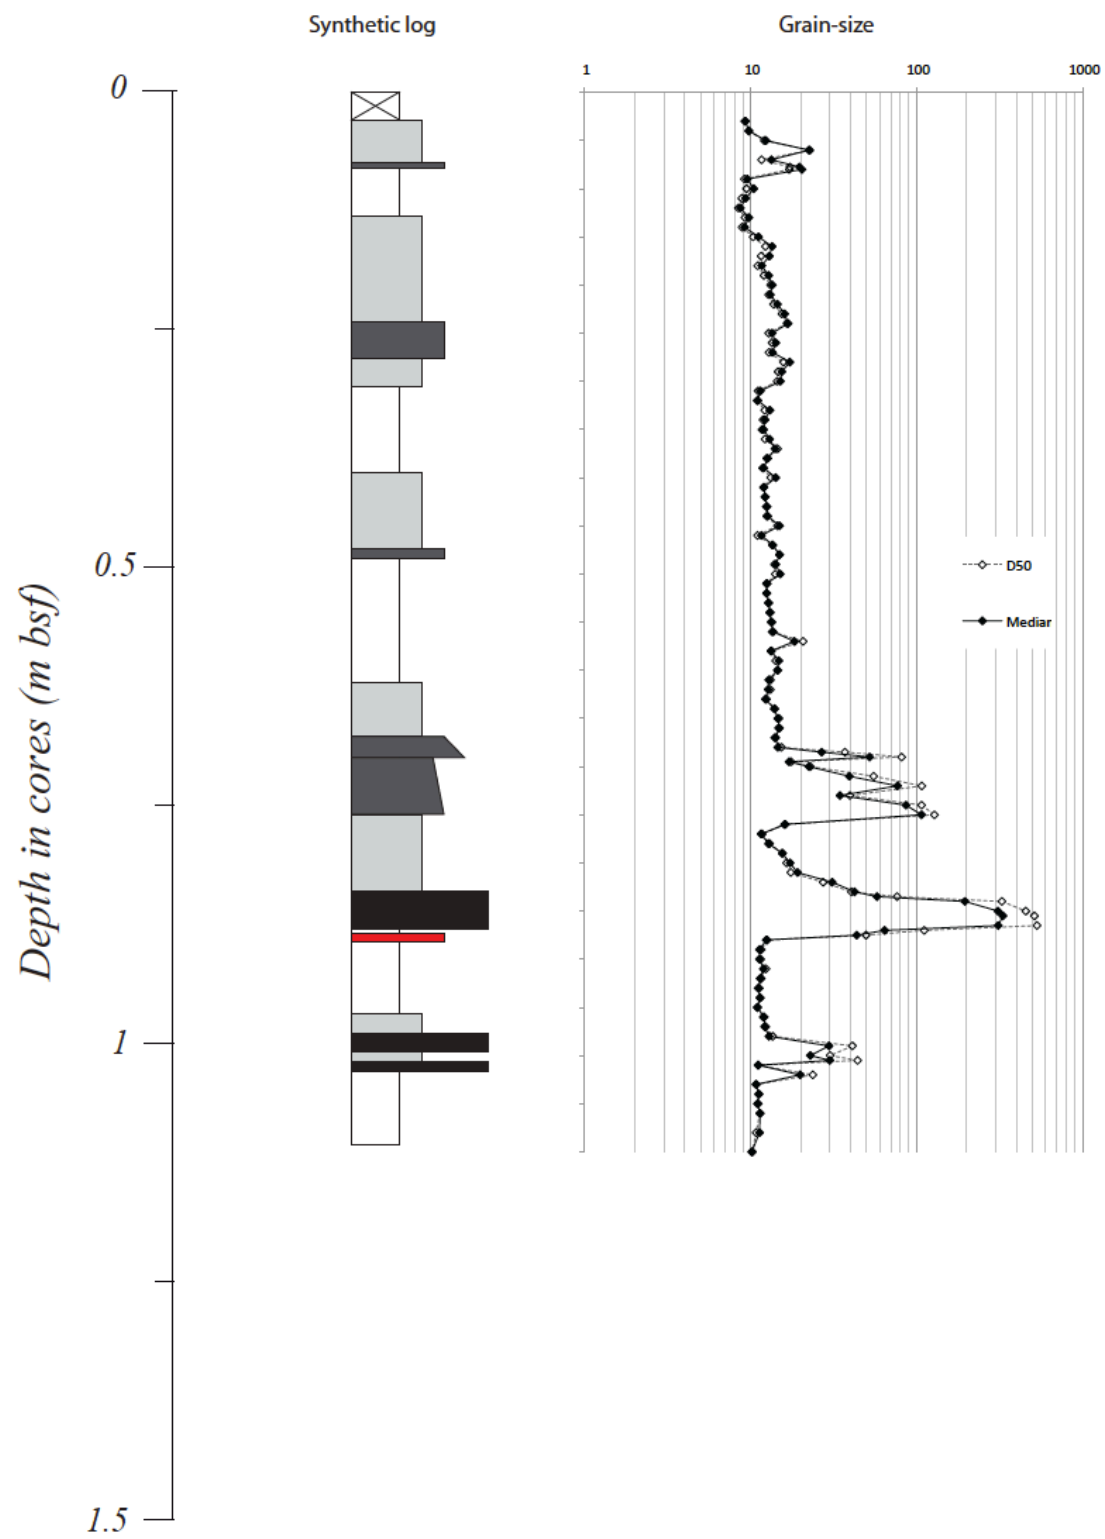 Synthetic log
Grain-size
1 10 100 1000
0
0.5
1
1.5
Depth in cores (m bsf)
D50
Mediar